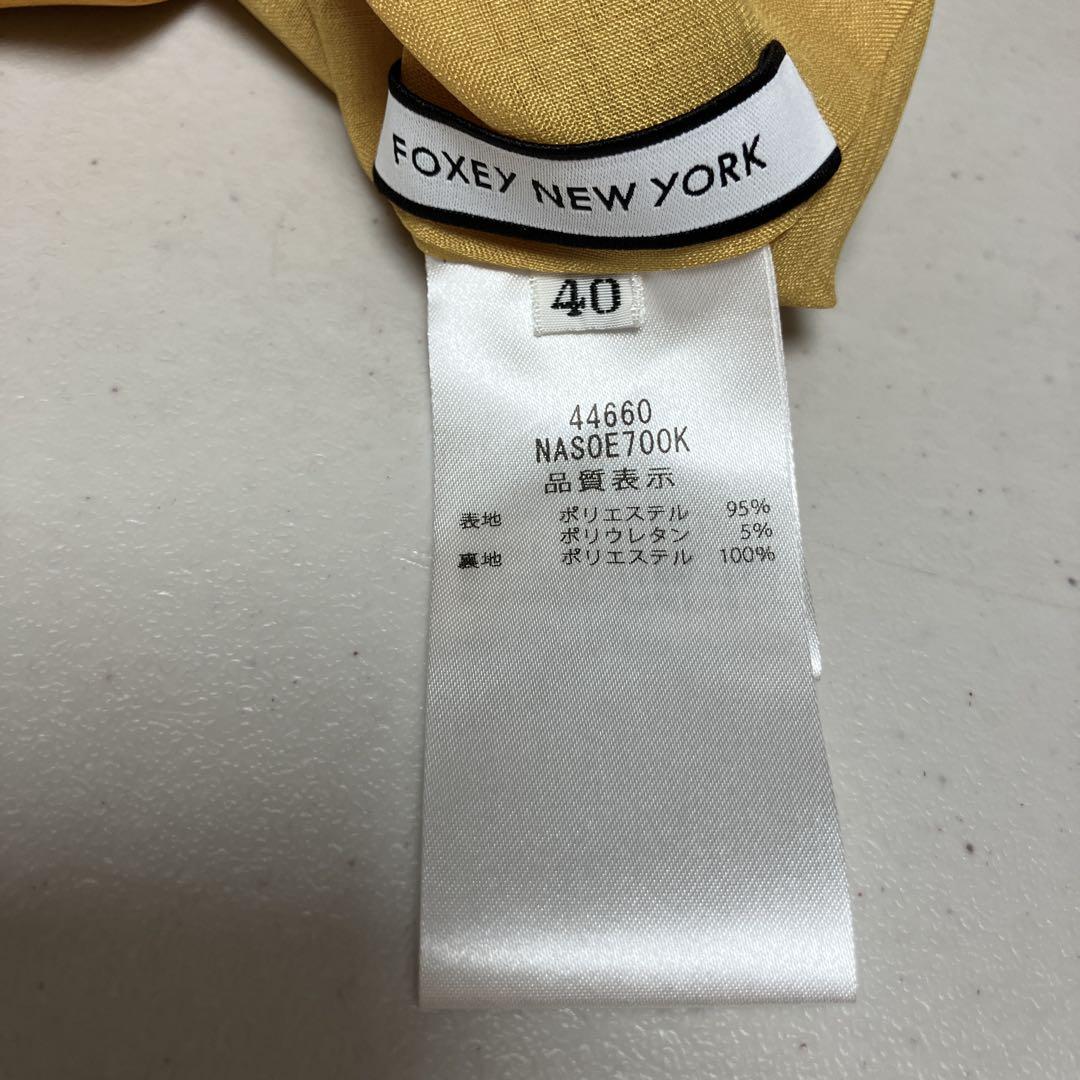 FOXEY NEW YORK
40
44660
NASOE700K
品質表示
表地 ポリエステル 95%
ポリウレタン 5%
裏地 ポリエステル 100%